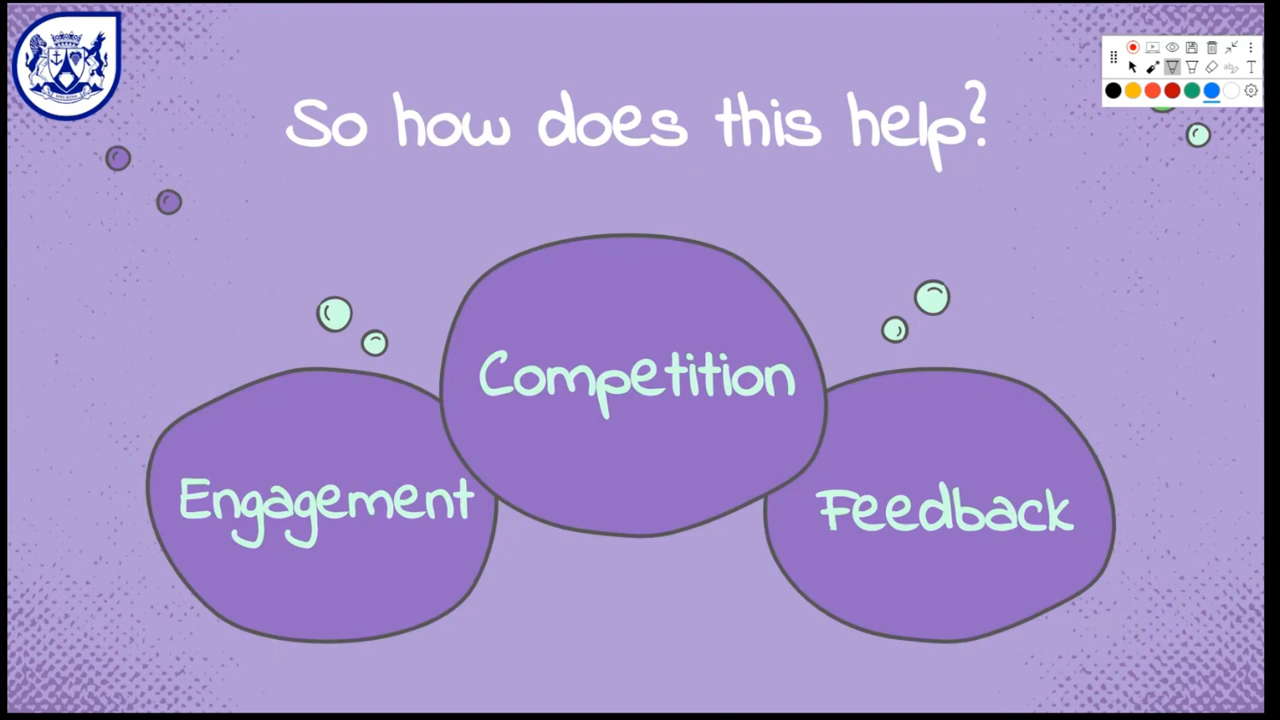 So how does this help?
Competition
Engagement
Feedback